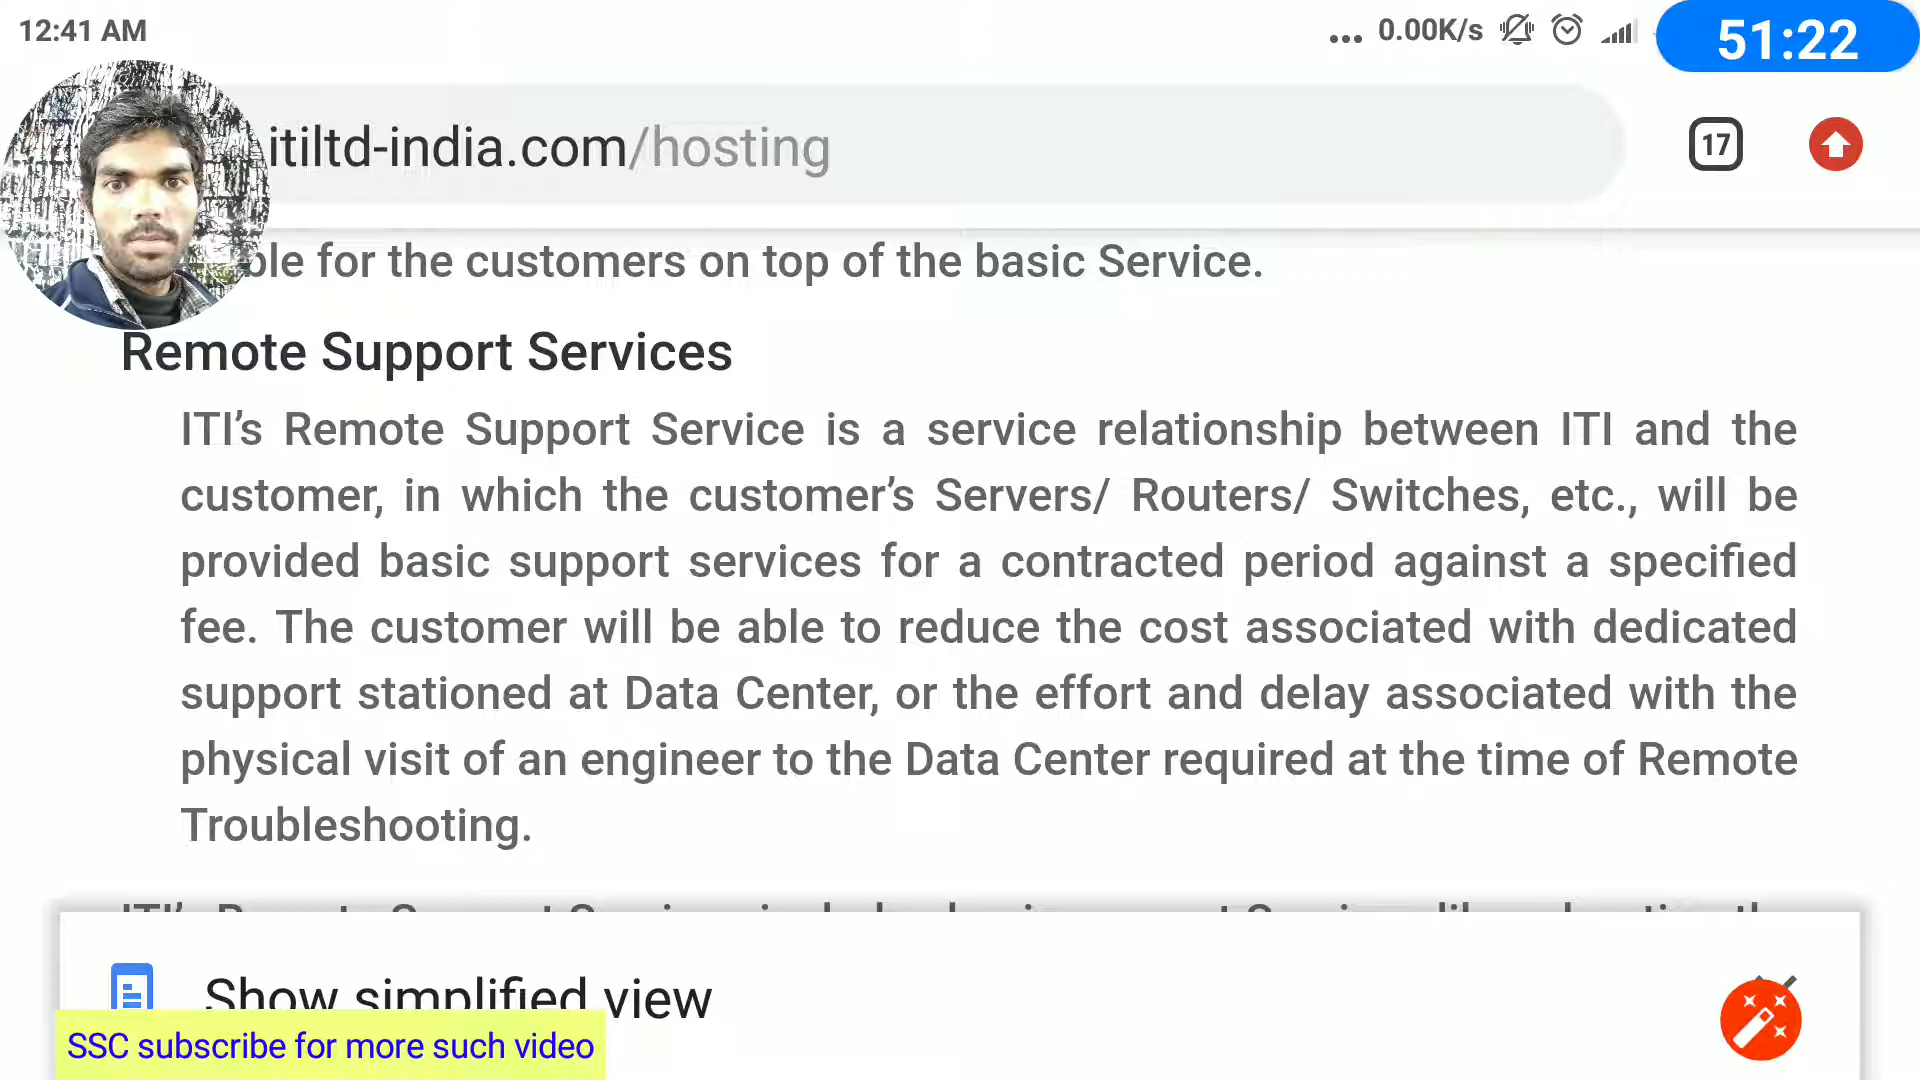 12:41 AM
... 0.00K/s
51:22
itiltd-india.com/hosting
17
for the customers on top of the basic Service.
Remote Support Services
ITI’s Remote Support Service is a service relationship between ITI and the
customer, in which the customer’s Servers/ Routers/ Switches, etc., will be
provided basic support services for a contracted period against a specified
fee. The customer will be able to reduce the cost associated with dedicated
support stationed at Data Center, or the effort and delay associated with the
physical visit of an engineer to the Data Center required at the time of Remote
Troubleshooting.
Show simplified view
SSC subscribe for more such video